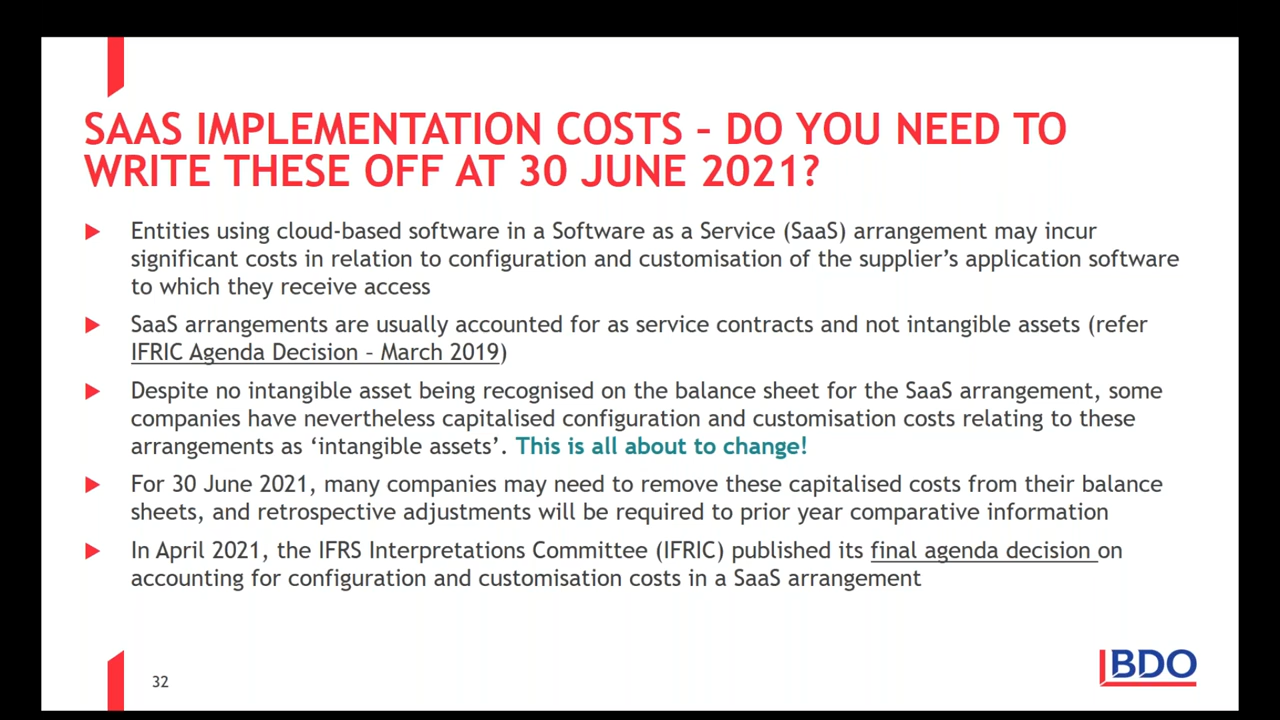 SAAS IMPLEMENTATION COSTS – DO YOU NEED TO
WRITE THESE OFF AT 30 JUNE 2021?
Entities using cloud-based software in a Software as a Service (SaaS) arrangement may incur
significant costs in relation to configuration and customisation of the supplier’s application software
to which they receive access
SaaS arrangements are usually accounted for as service contracts and not intangible assets (refer
IFRIC Agenda Decision – March 2019)
Despite no intangible asset being recognised on the balance sheet for the SaaS arrangement, some
companies have nevertheless capitalised configuration and customisation costs relating to these
arrangements as ‘intangible assets’. This is all about to change!
For 30 June 2021, many companies may need to remove these capitalised costs from their balance
sheets, and retrospective adjustments will be required to prior year comparative information
In April 2021, the IFRS Interpretations Committee (IFRIC) published its final agenda decision on
accounting for configuration and customisation costs in a SaaS arrangement
32
BDO